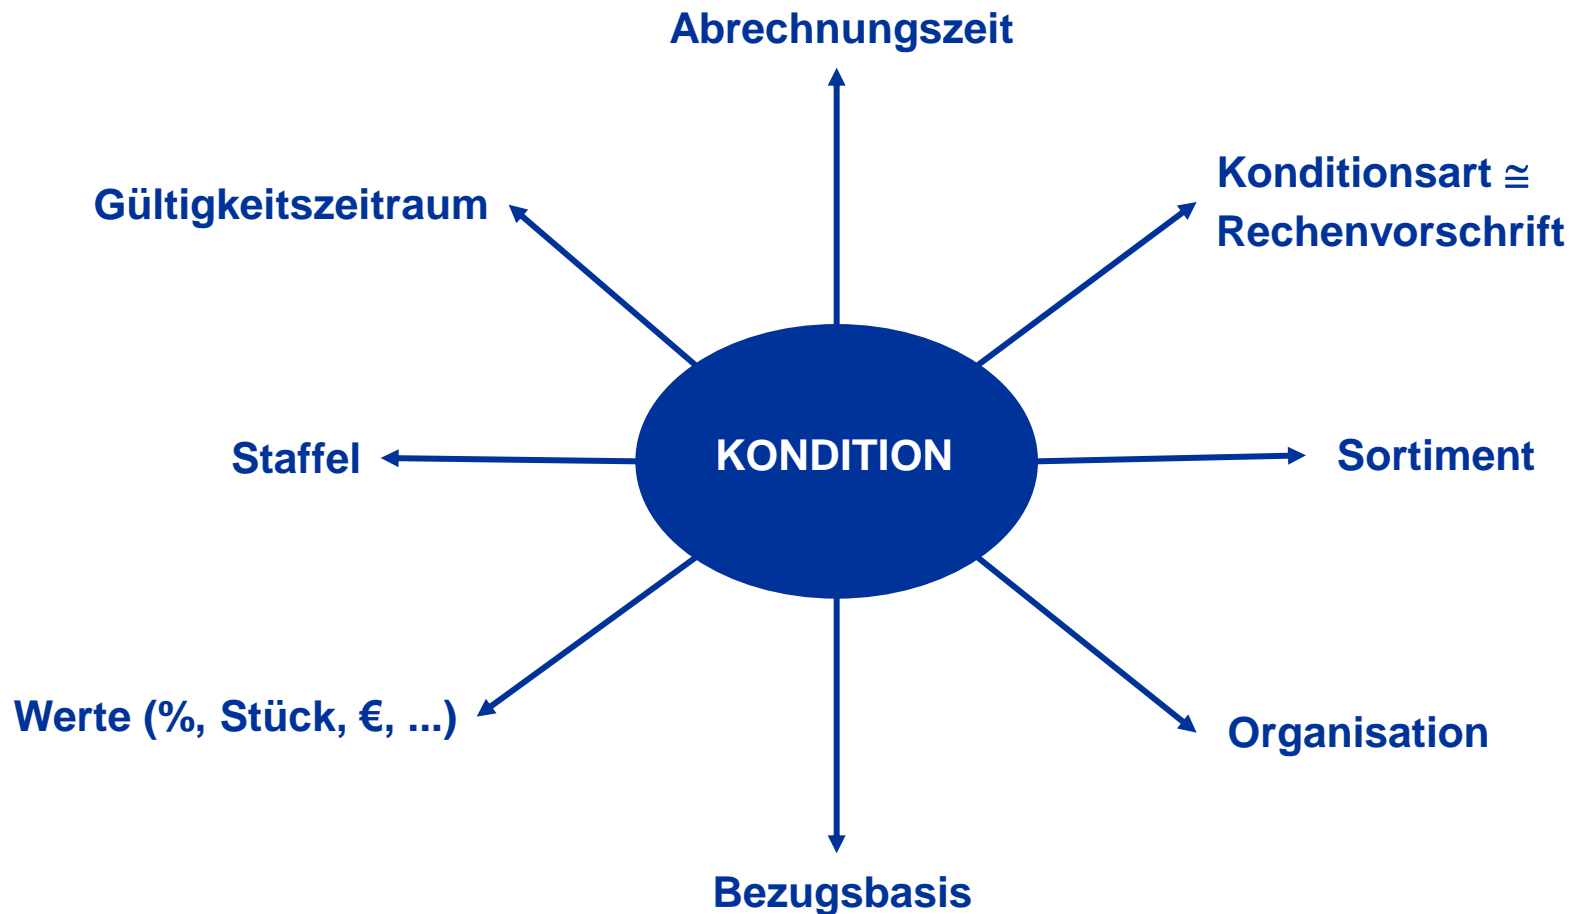 Abrechnungszeit
Konditionsart ≅
Rechenvorschrift
Gültigkeitszeitraum
KONDITION
Staffel
Sortiment
Werte (%, Stück, €, ...)
Organisation
Bezugsbasis